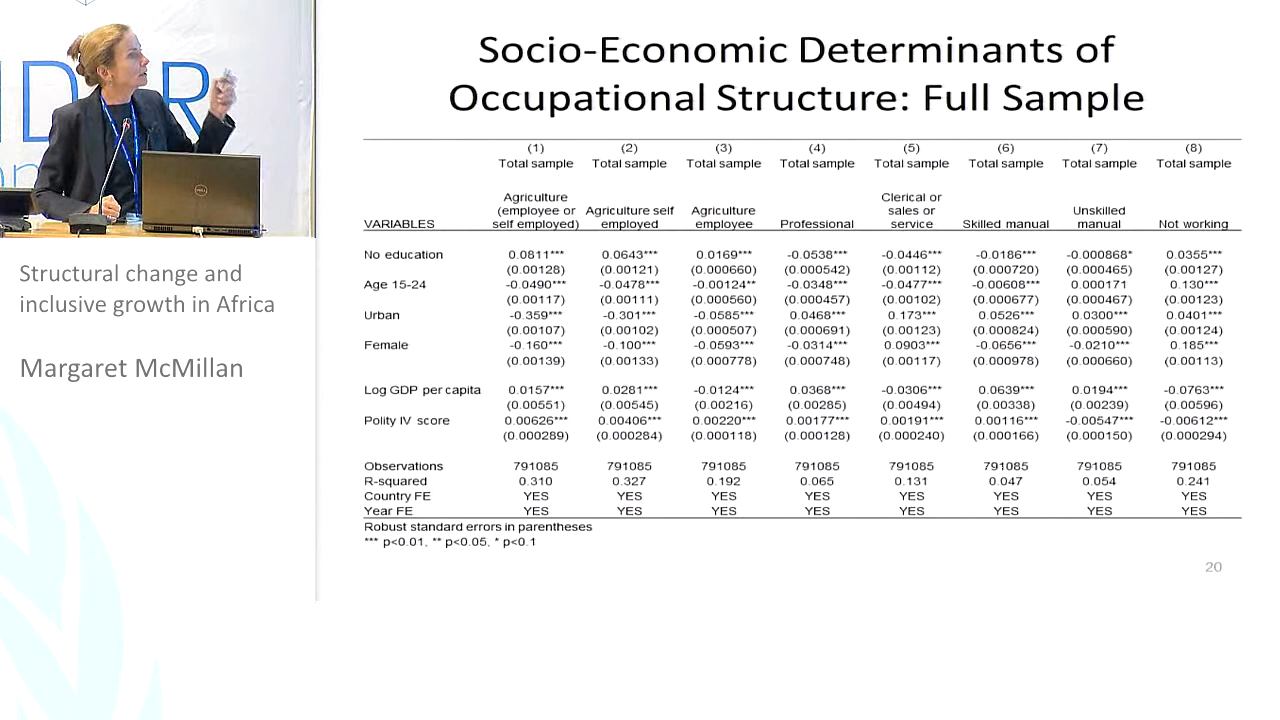 Socio-Economic Determinants of
Occupational Structure: Full Sample
Structural change and
inclusive growth in Africa
Margaret McMillan
(1) (2) (3) (4) (5) (6) (7) (8)
Total sample Total sample Total sample Total sample Total sample Total sample Total sample Total sample
VARIABLES Agriculture (employee or self employed) Agriculture self employed Agriculture employee Professional Clerical or sales or service Skilled manual Unskilled manual Not working
No education 0.0811*** 0.0643*** 0.0169*** -0.0538*** -0.0446*** -0.0186*** -0.000868* 0.0355***
(0.00128) (0.00121) (0.000660) (0.000542) (0.00112) (0.000720) (0.000465) (0.00127)
Age 15-24 -0.0490*** -0.0478*** -0.00124** -0.0348*** -0.0477*** -0.00608*** 0.000171 0.130***
(0.00117) (0.00111) (0.000560) (0.000457) (0.00102) (0.000677) (0.000467) (0.00123)
Urban -0.359*** -0.301*** -0.0585*** 0.0468*** 0.173*** 0.0526*** 0.0300*** 0.0401***
(0.00107) (0.00102) (0.000507) (0.000691) (0.00123) (0.000824) (0.000590) (0.00124)
Female -0.160*** -0.100*** -0.0593*** -0.0314*** 0.0903*** -0.0656*** -0.0210*** 0.185***
(0.00139) (0.00133) (0.000778) (0.000748) (0.00117) (0.000978) (0.000660) (0.00113)
Log GDP per capita 0.0157*** 0.0281*** -0.0124*** 0.0368*** -0.0306*** 0.0639*** 0.0194*** -0.0763***
(0.00551) (0.00545) (0.00216) (0.00285) (0.00494) (0.00338) (0.00239) (0.00596)
Polity IV score 0.00626*** 0.00406*** 0.00220*** 0.00177*** 0.00191*** 0.00116*** -0.00547*** -0.00612***
(0.000289) (0.000284) (0.000118) (0.000128) (0.000240) (0.000166) (0.000150) (0.000294)
Observations 791085 791085 791085 791085 791085 791085 791085 791085
R-squared 0.310 0.327 0.192 0.065 0.131 0.047 0.054 0.241
Country FE YES YES YES YES YES YES YES YES
Year FE YES YES YES YES YES YES YES YES
Robust standard errors in parentheses
*** p<0.01, ** p<0.05, * p<0.1
20